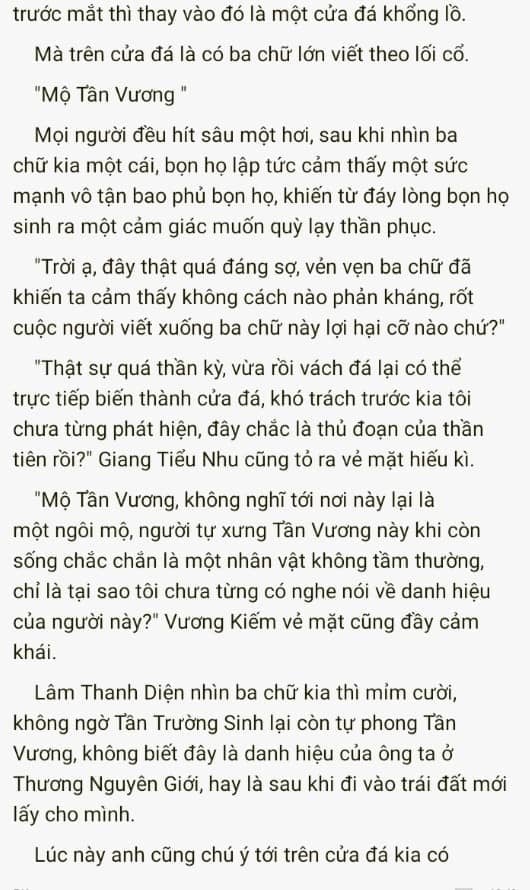 trước mắt thì thay vào đó là một cửa đá khổng lồ.
Mà trên cửa đá là có ba chữ lớn viết theo lối cổ.
"Mộ Tần Vương "
Mọi người đều hít sâu một hơi, sau khi nhìn ba
chữ kia một cái, bọn họ lập tức cảm thấy một sức
mạnh vô tận bao phủ bọn họ, khiến từ đáy lòng bọn họ
sinh ra một cảm giác muốn quỳ lạy thần phục.
"Trời ạ, đây thật quá đáng sợ, vẻn vẹn ba chữ đã
khiến ta cảm thấy không cách nào phản kháng, rốt
cuộc người viết xuống ba chữ này lợi hại cỡ nào chứ?"
"Thật sự quá thần kỳ, vừa rồi vách đá lại có thể
trực tiếp biến thành cửa đá, khó trách trước kia tôi
chưa từng phát hiện, đây chắc là thủ đoạn của thần
tiên rồi?" Giang Tiểu Nhu cũng tỏ ra vẻ mặt hiếu kì.
"Mộ Tần Vương, không nghĩ tới nơi này lại là
một ngôi mộ, người tự xưng Tần Vương này khi còn
sống chắc chắn là một nhân vật không tầm thường,
chỉ là tại sao tôi chưa từng có nghe nói về danh hiệu
của người này?" Vương Kiếm vẻ mặt cũng đầy cảm
khái.
Lâm Thanh Diện nhìn ba chữ kia thì mỉm cười,
không ngờ Tần Trường Sinh lại còn tự phong Tần
Vương, không biết đây là danh hiệu của ông ta ở
Thương Nguyên Giới, hay là sau khi đi vào trái đất mới
lấy cho mình.
Lúc này anh cũng chú ý tới trên cửa đá kia có